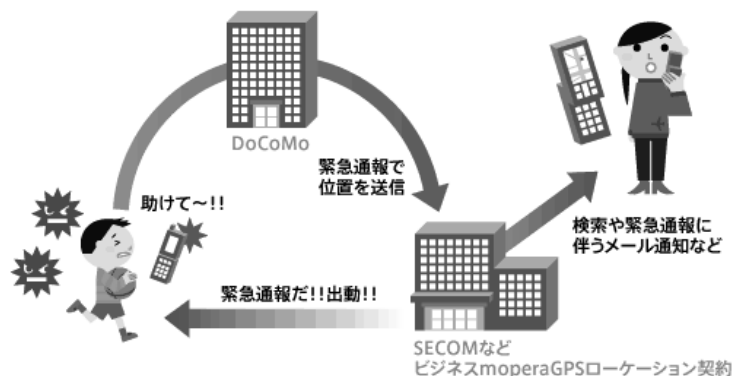 DoCoMo
緊急通報で
位置を送信
助けて〜!!
検索や緊急通報に
伴うメール通知など
緊急通報だ!!出動!!
SECOMなど
ビジネスmoperaGPSローケーション契約